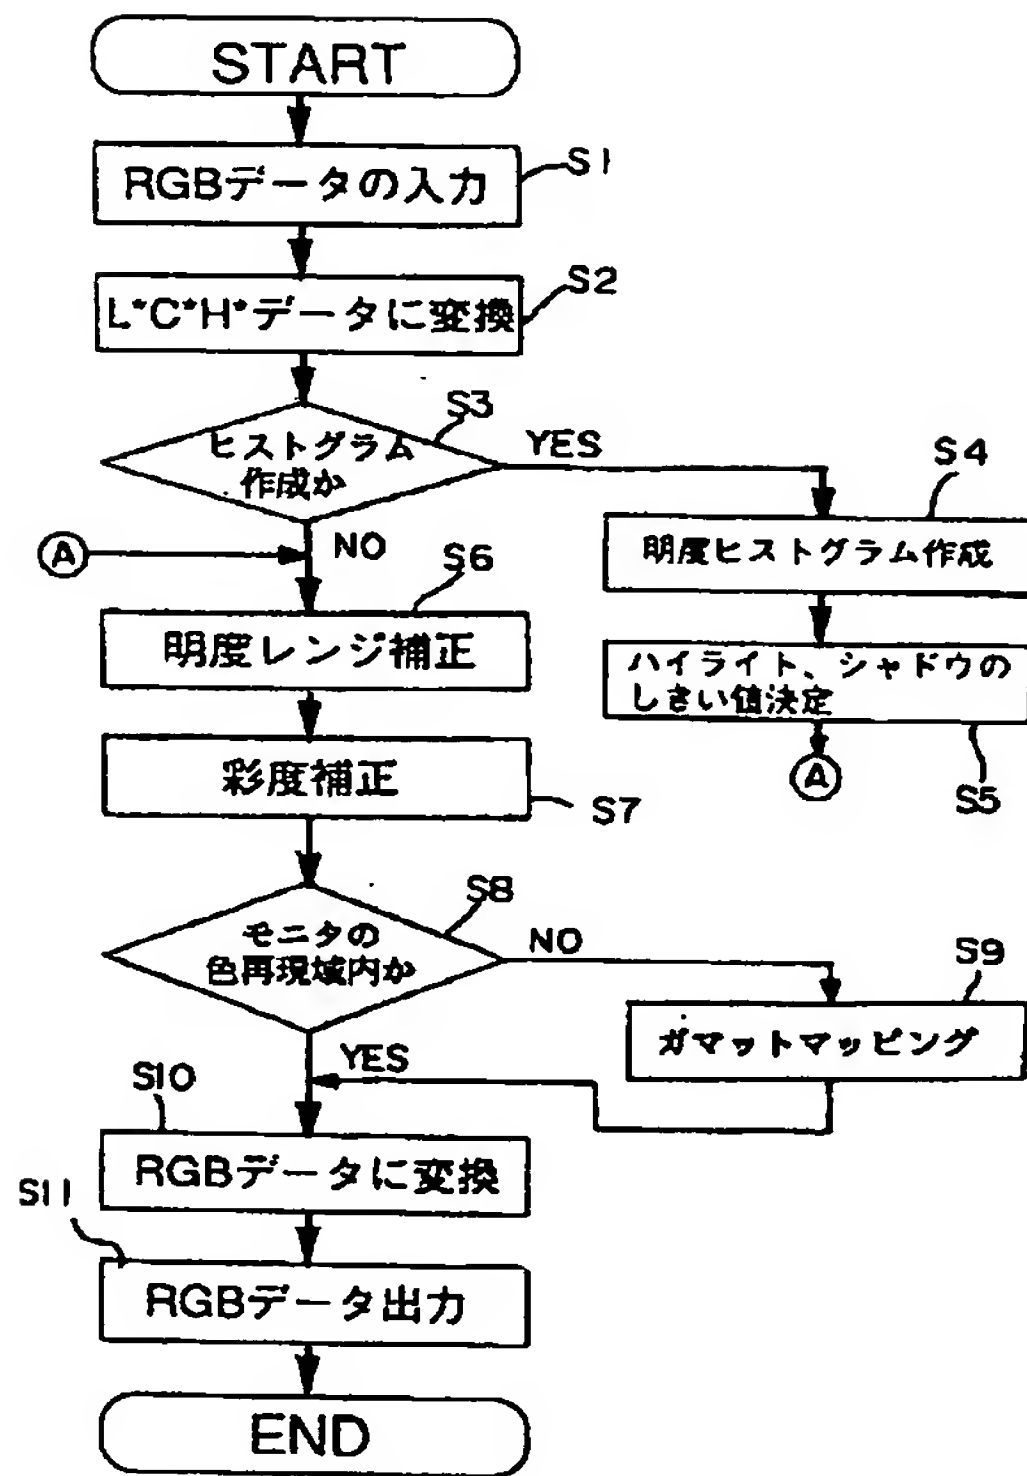 START
RGBデータの入力
S1
L*C*H*データに変換
S2
ヒストグラム
作成か
S3
YES
NO
S4
明度ヒストグラム作成
ハイライト、シャドウの
しきい値決定
S5
A
A
S6
明度レンジ補正
彩度補正
S7
S8
モニタの
色再現域内か
NO
S9
ガマットマッピング
YES
S10
RGBデータに変換
S11
RGBデータ出力
END